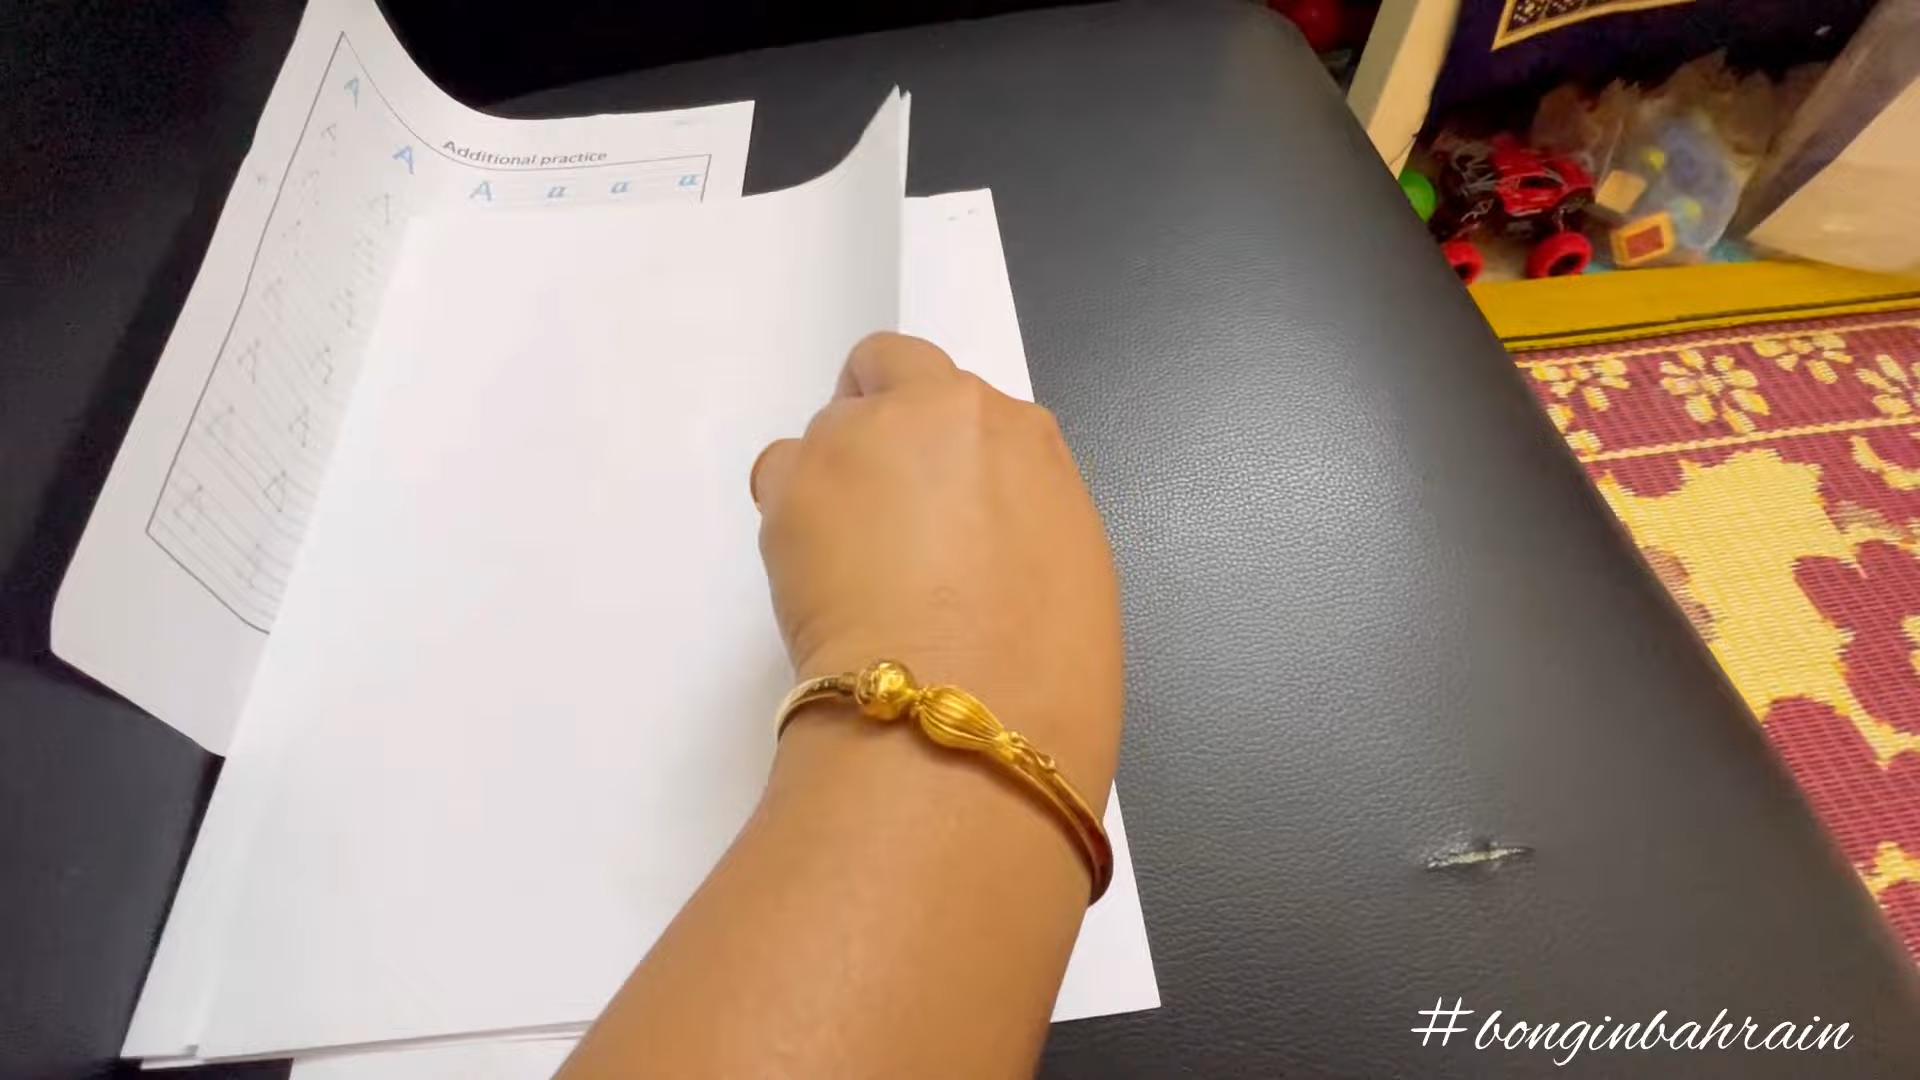 Additional practice
A A A a a a
#bonginbahrain